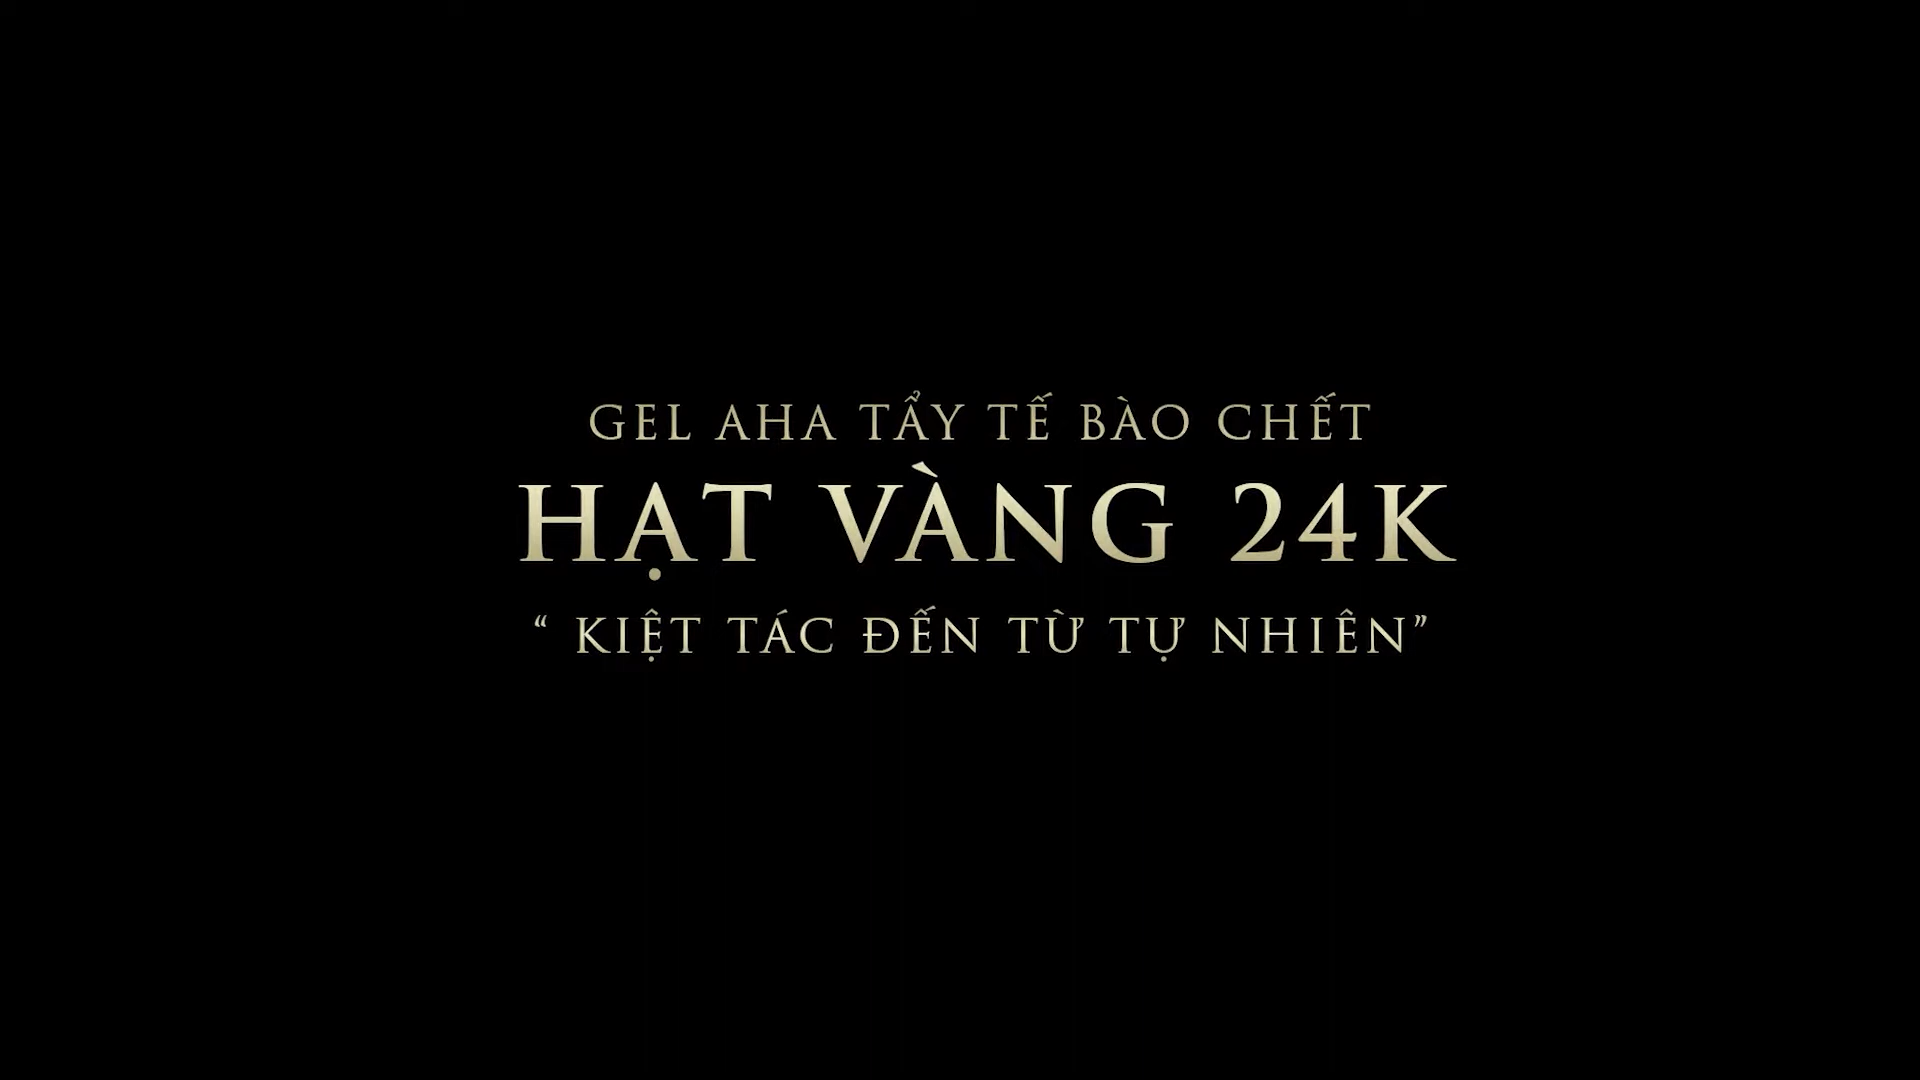 GEL AHA TẨY TẾ BÀO CHẾT
HẠT VÀNG 24K
“ KIỆT TÁC ĐẾN TỪ TỰ NHIÊN”